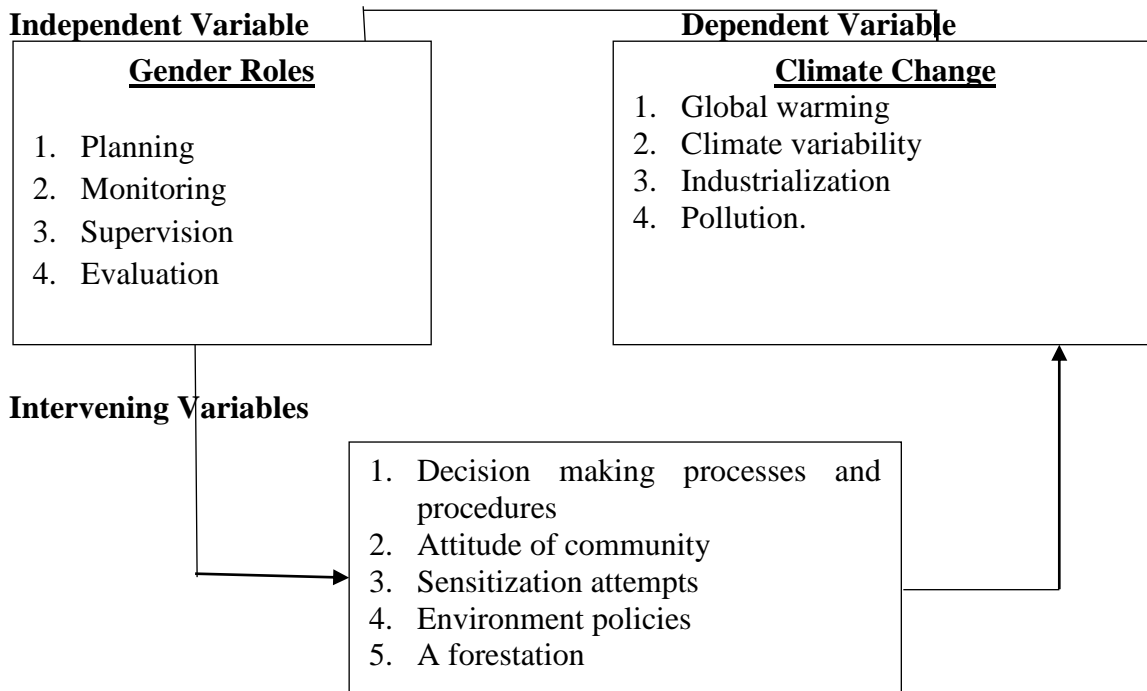 Independent Variable
Dependent Variable
Gender Roles
1. Planning
2. Monitoring
3. Supervision
4. Evaluation
Climate Change
1. Global warming
2. Climate variability
3. Industrialization
4. Pollution.
Intervening Variables
1. Decision making processes and
procedures
2. Attitude of community
3. Sensitization attempts
4. Environment policies
5. A forestation